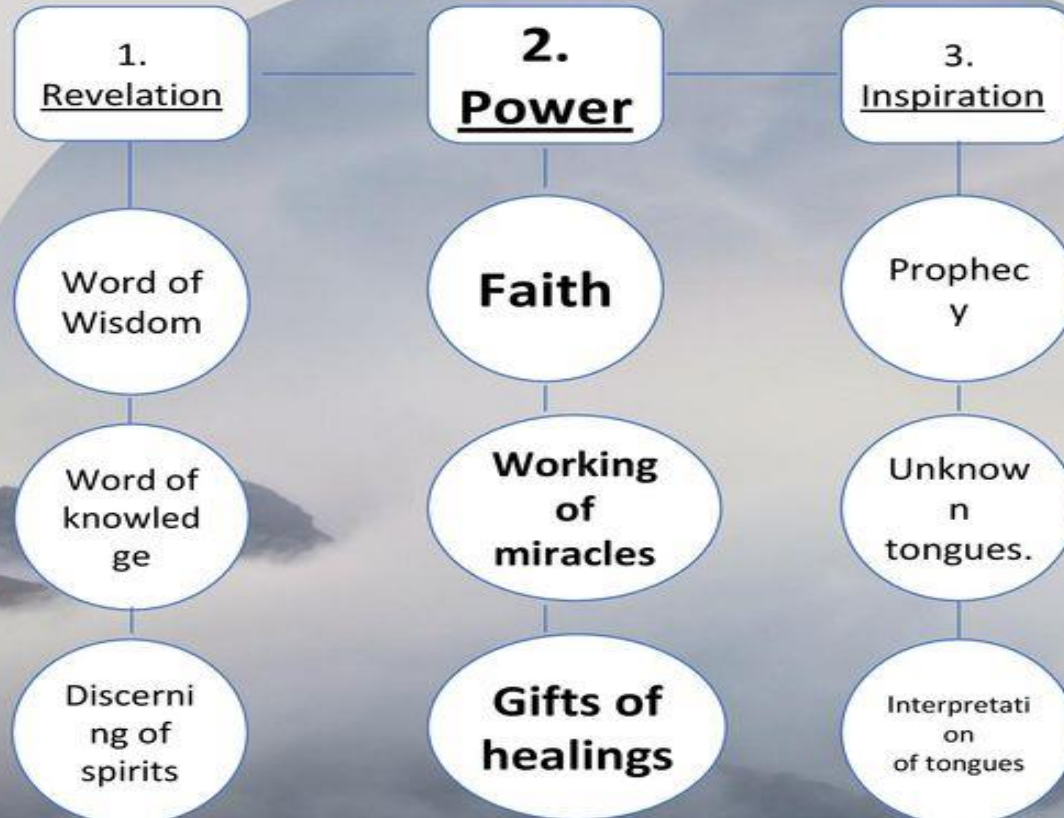 1.
Revelation
Word of
Wisdom
Word of
knowled
ge
Discerni
ng of
spirits
2.
Power
Faith
Working
of
miracles
Gifts of
healings
3.
Inspiration
Prophec
y
Unknow
n
tongues.
Interpretati
on
of tongues